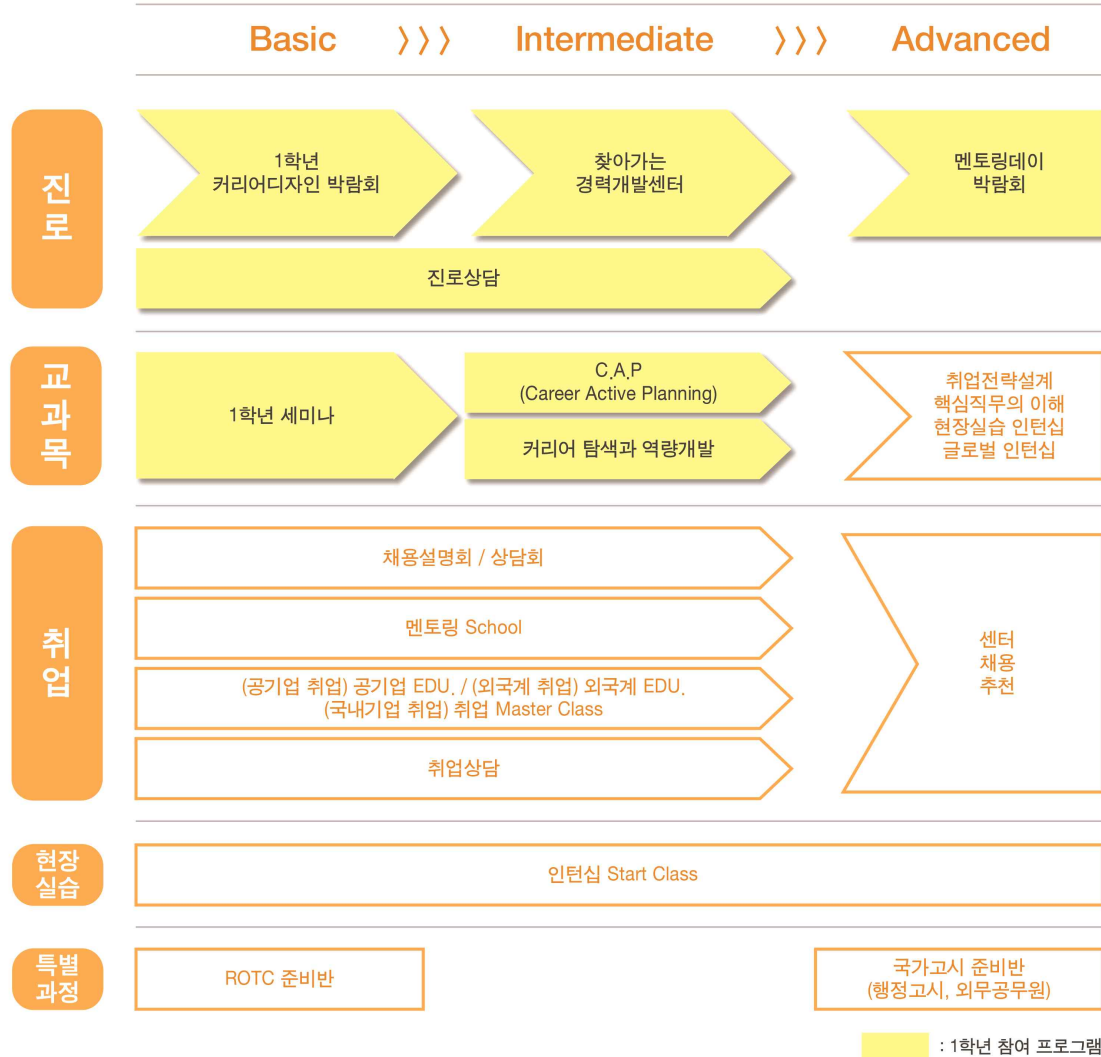 Basic 〉〉〉 Intermediate 〉〉〉 Advanced
진로
1학년
커리어디자인 박람회
찾아가는
경력개발센터
멘토링데이
박람회
진로상담
교과목
1학년 세미나
C.A.P
(Career Active Planning)
커리어 탐색과 역량개발
취업전략설계
핵심직무의 이해
현장실습 인턴십
글로벌 인턴십
취업
채용설명회 / 상담회
멘토링 School
(공기업 취업) 공기업 EDU. / (외국계 취업) 외국계 EDU.
(국내기업 취업) 취업 Master Class
취업상담
센터
채용
추천
현장
실습
인턴십 Start Class
특별
과정
ROTC 준비반
국가고시 준비반
(행정고시, 외무공무원)
: 1학년 참여 프로그램